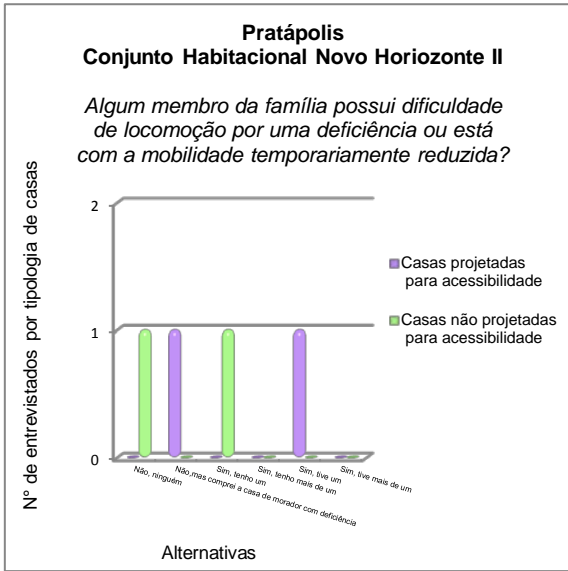 Pratápolis
Conjunto Habitacional Novo Horiozonte II
Algum membro da família possui dificuldade
de locomoção por uma deficiência ou está
com a mobilidade temporariamente reduzida?
N° de entrevistados por tipologia de casas
2
1
0
Casas projetadas
para acessibilidade
Casas não projetadas
para acessibilidade
Não, ninguém
Não,mas comprei a casa de morador com deficiência
Sim, tenho um
Sim, tenho mais de um
Sim, tive um
Sim, tive mais de um
Alternativas